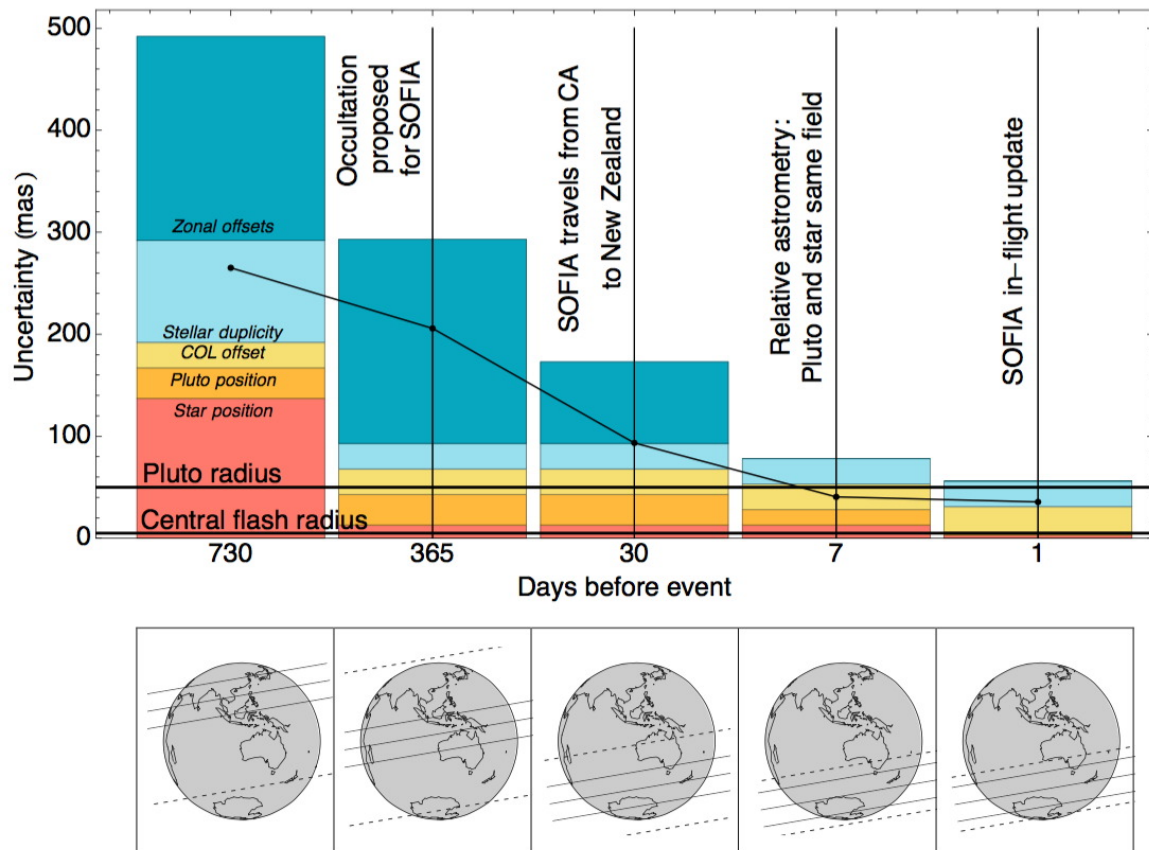 500
400
300
200
100
0
Uncertainty (mas)
Zonal offsets
Stellar duplicity
COL offset
Pluto position
Star position
Pluto radius
Central flash radius
Occultation
proposed
for SOFIA
SOFIA travels from CA
to New Zealand
Relative astrometry:
Pluto and star same field
SOFIA in-flight update
730
365
30
7
1
Days before event